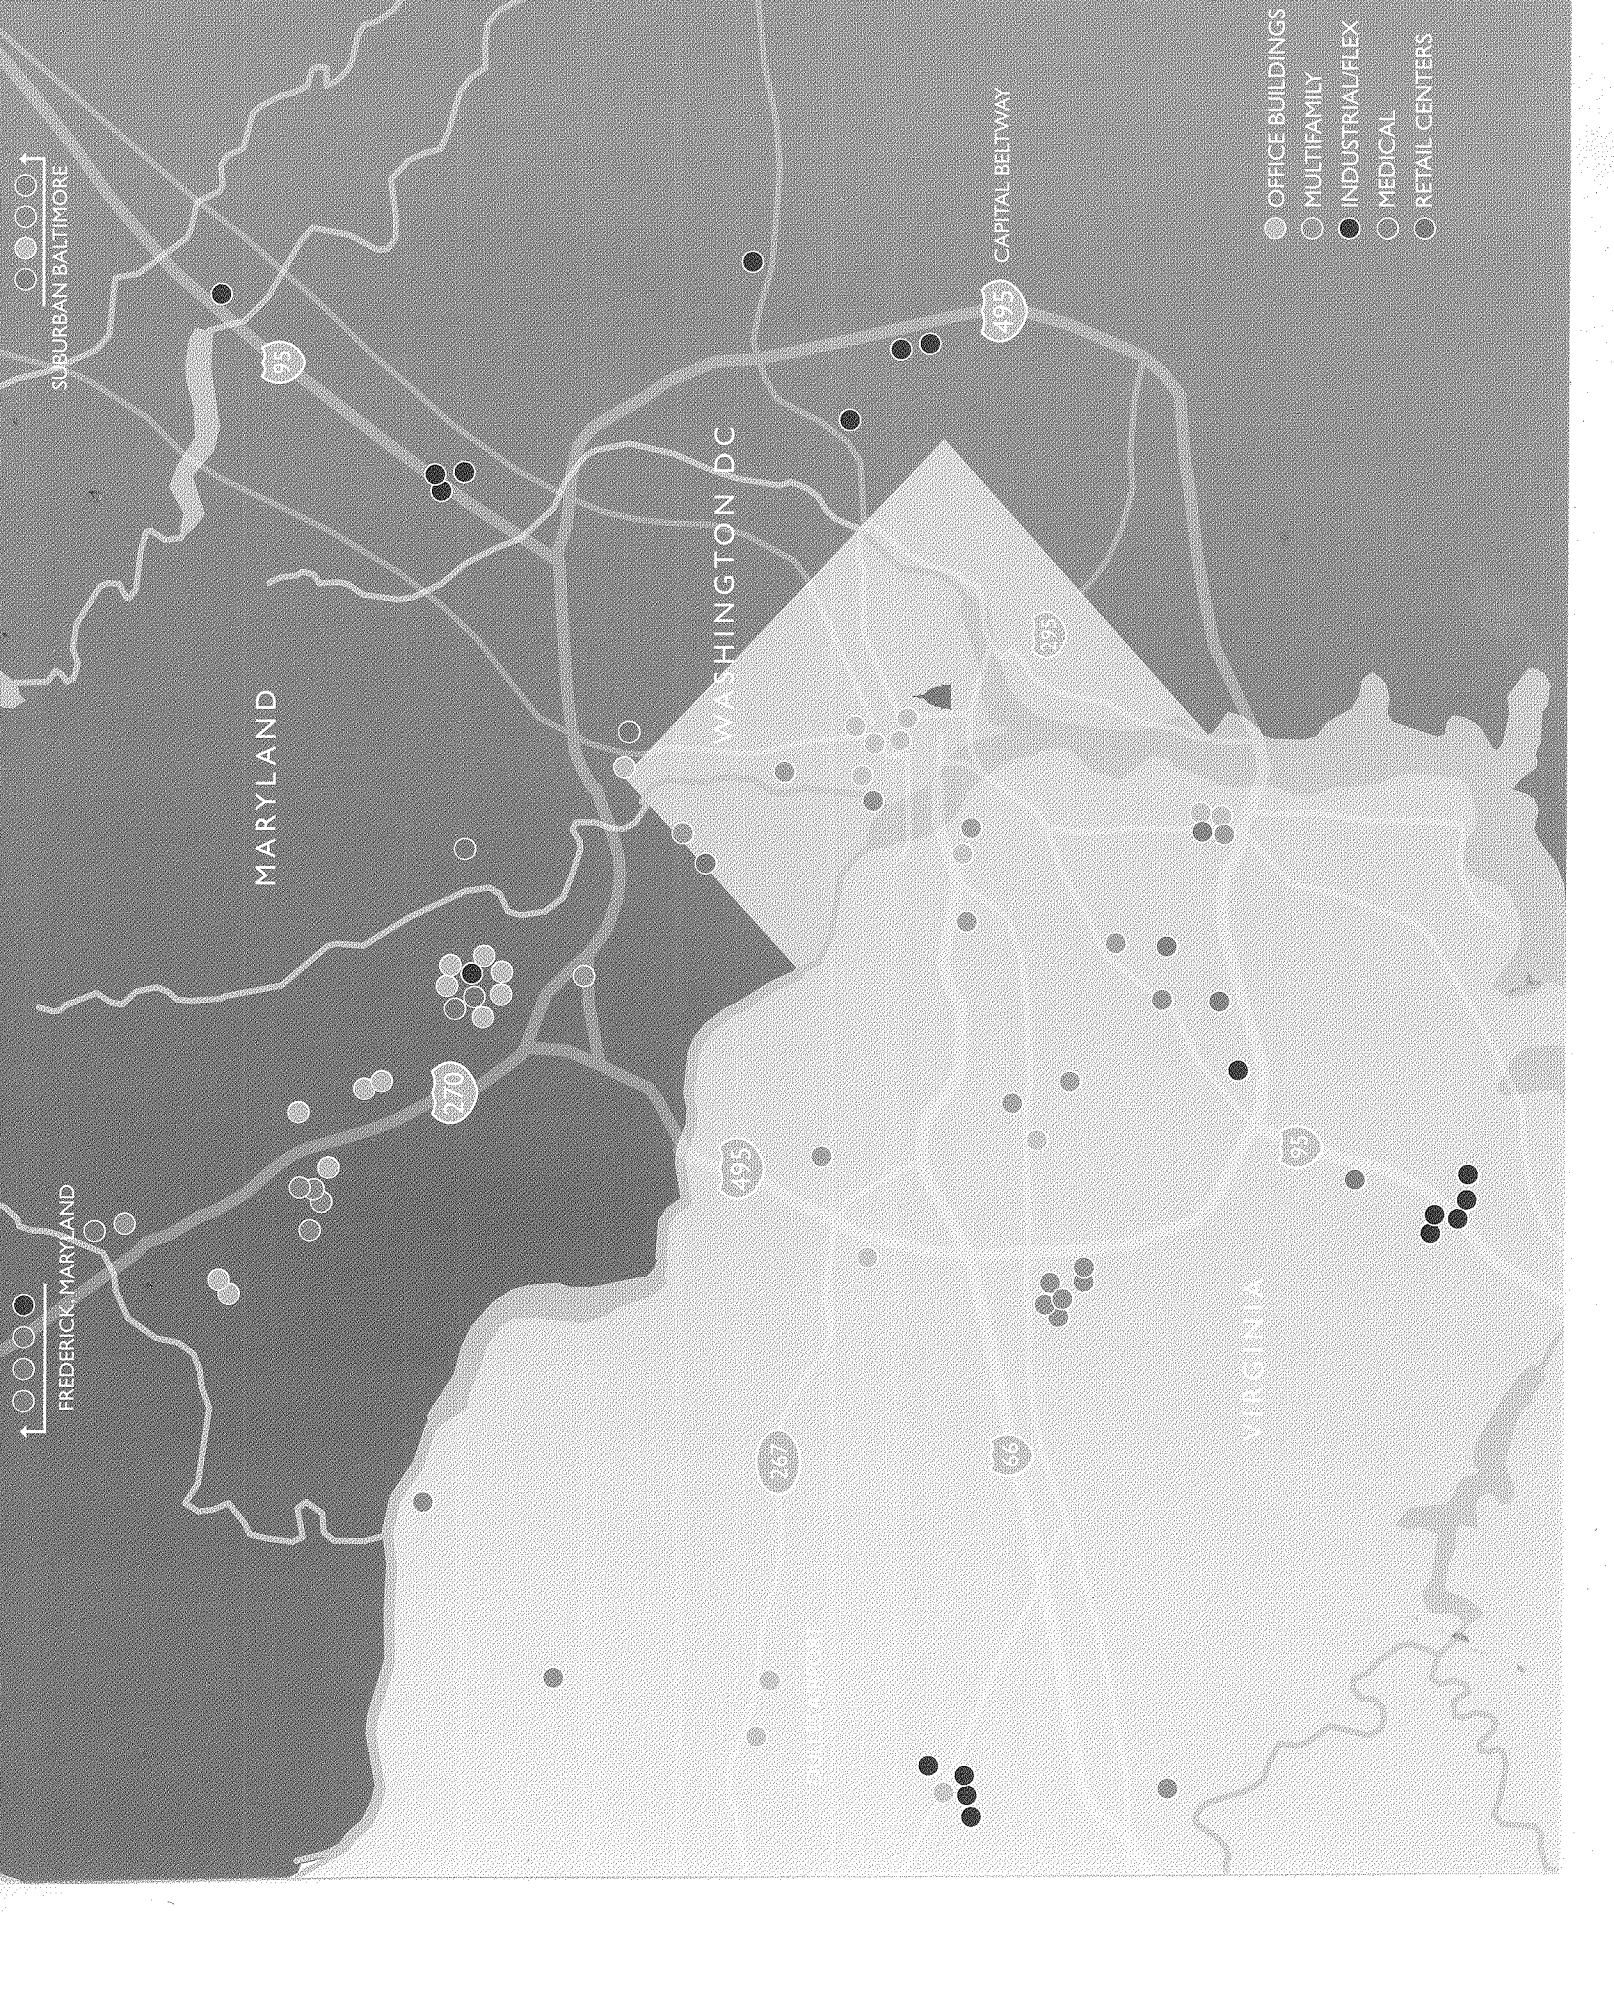 SUBURBAN BALTIMORE
FREDERICK, MARYLAND
MARYLAND
95
270
WASHINGTON DC
495
267
CAPITAL BELTWAY
495
295
66
VIRGINIA
95
OFFICE BUILDINGS
MULTIFAMILY
INDUSTRIAL/FLEX
MEDICAL
RETAIL CENTERS